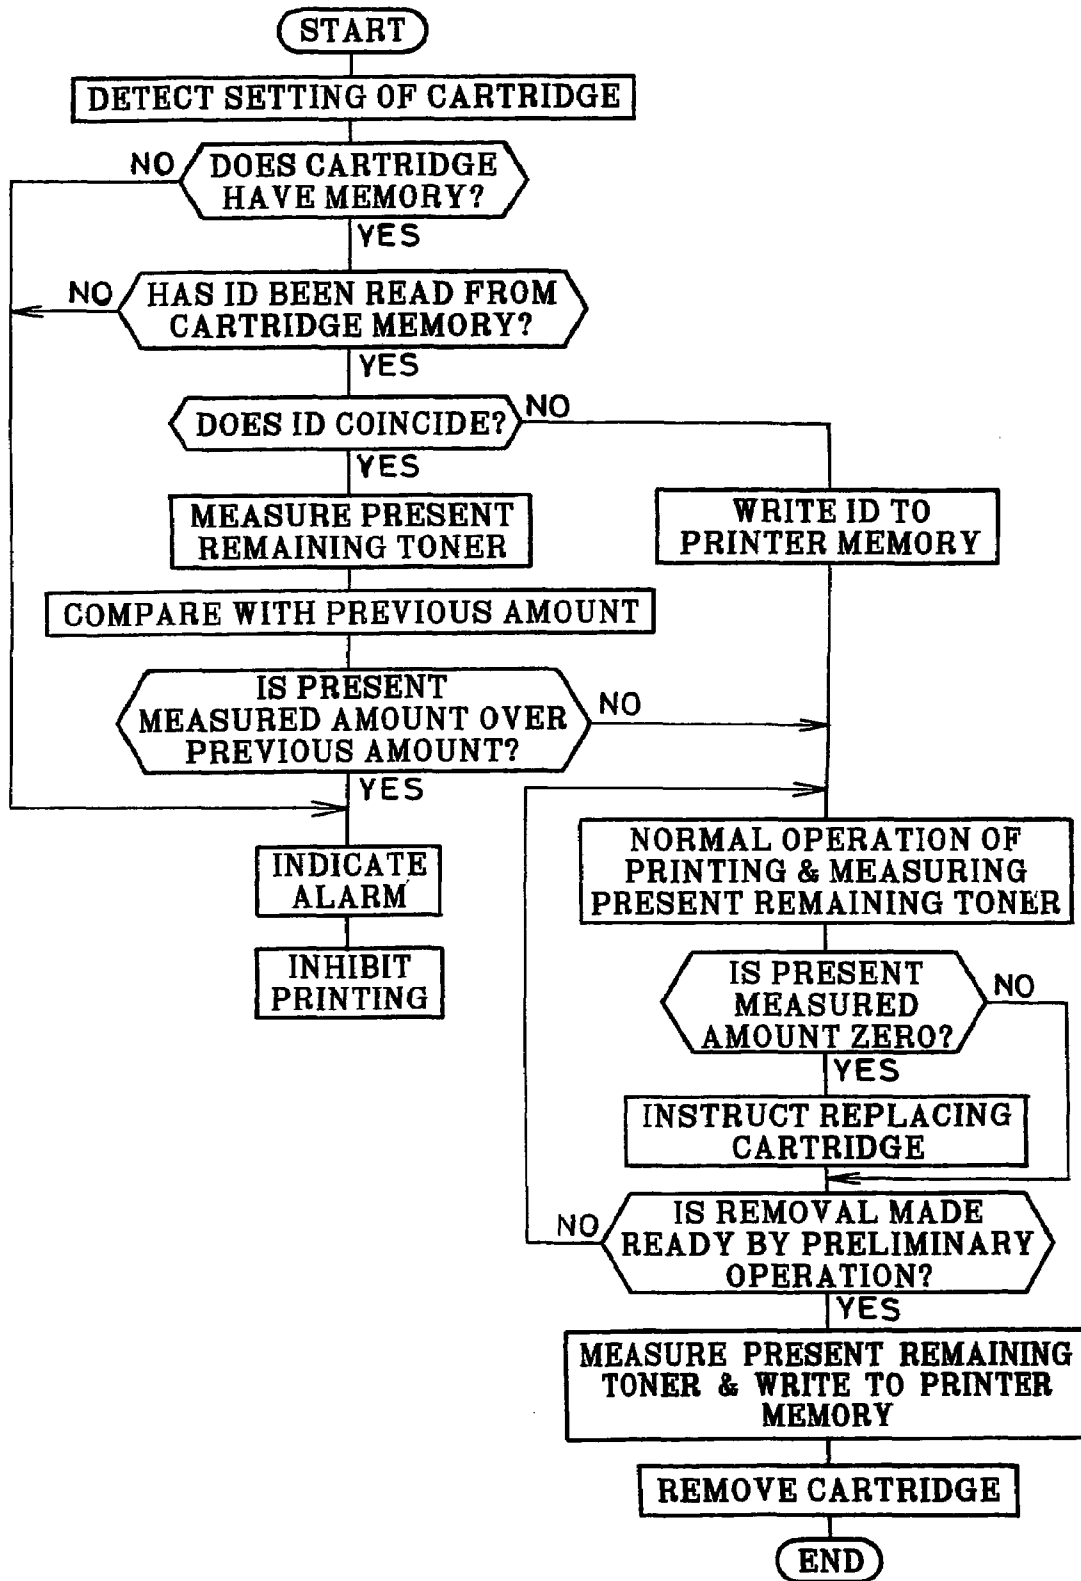 START
DETECT SETTING OF CARTRIDGE
NO
DOES CARTRIDGE
HAVE MEMORY?
YES
NO
HAS ID BEEN READ FROM
CARTRIDGE MEMORY?
YES
DOES ID COINCIDE?
NO
YES
MEASURE PRESENT
REMAINING TONER
WRITE ID TO
PRINTER MEMORY
COMPARE WITH PREVIOUS AMOUNT
IS PRESENT
MEASURED AMOUNT OVER
PREVIOUS AMOUNT?
NO
YES
INDICATE
ALARM
INHIBIT
PRINTING
NORMAL OPERATION OF
PRINTING & MEASURING
PRESENT REMAINING TONER
IS PRESENT
MEASURED
AMOUNT ZERO?
NO
YES
INSTRUCT REPLACING
CARTRIDGE
NO
IS REMOVAL MADE
READY BY PRELIMINARY
OPERATION?
YES
MEASURE PRESENT REMAINING
TONER & WRITE TO PRINTER
MEMORY
REMOVE CARTRIDGE
END